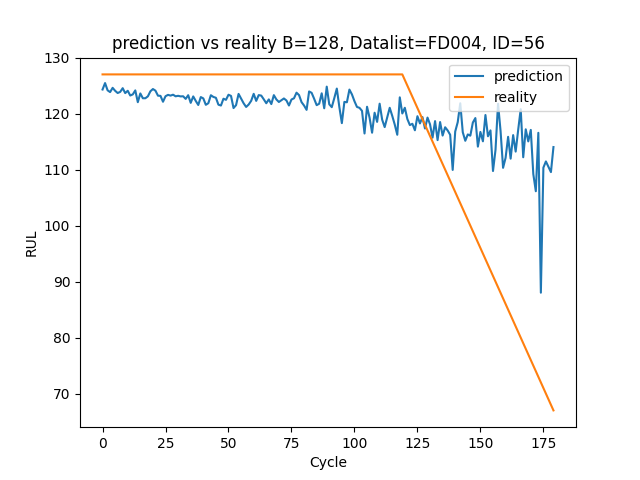 prediction vs reality B=128, Datalist=FD004, ID=56
prediction
reality
RUL
130
120
110
100
90
80
70
0 25 50 75 100 125 150 175
Cycle